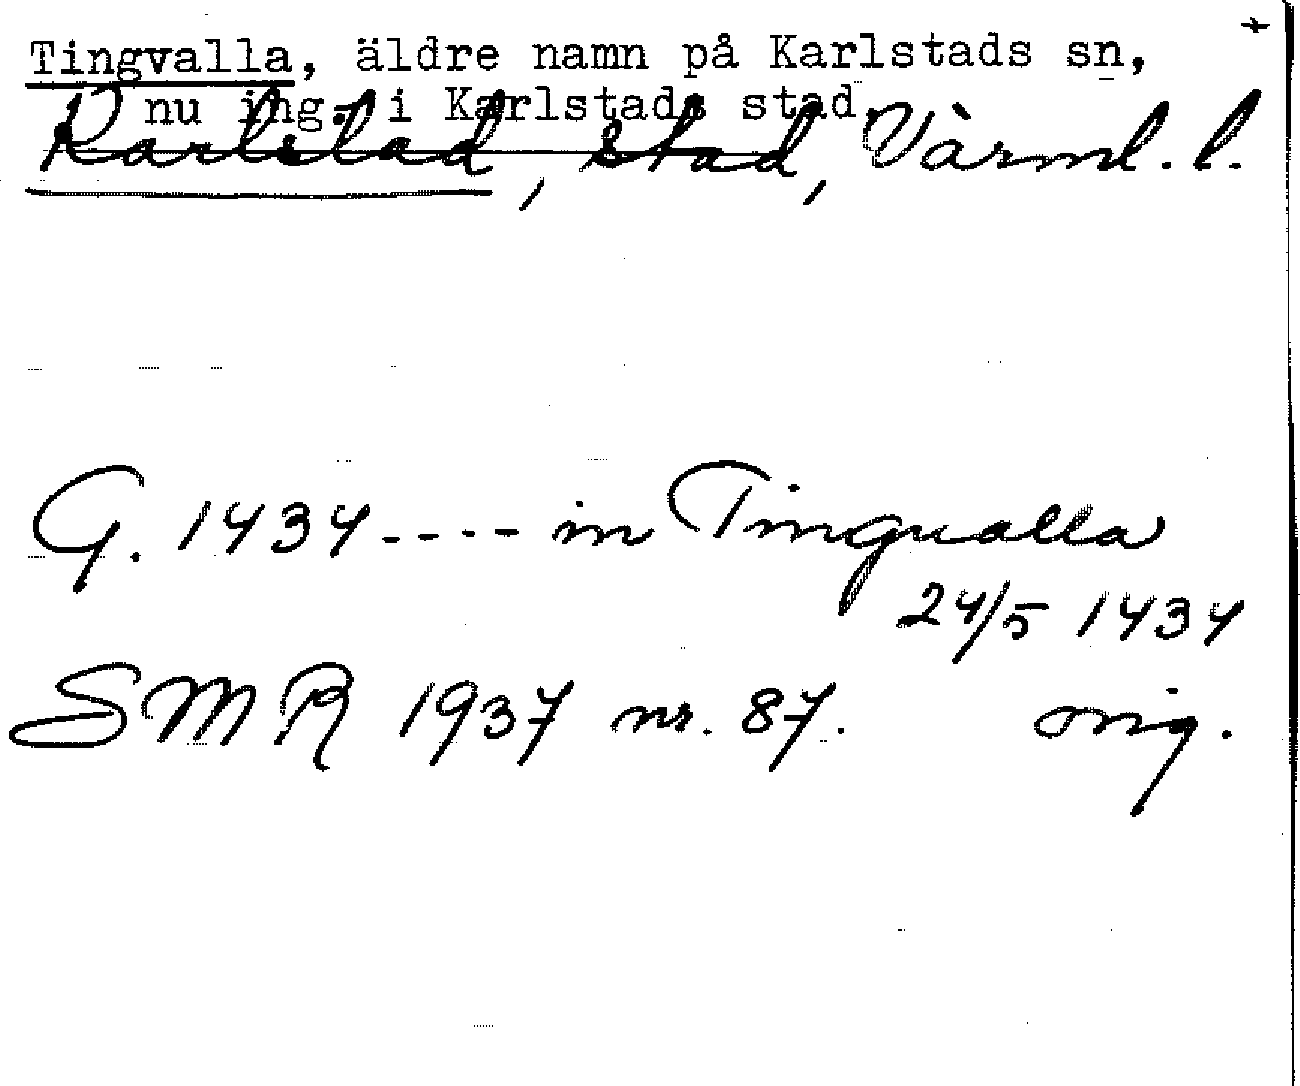 +
Tingvalla, äldre namn på Karlstads sn,
nu ing. i Karlstads stad,
Karlstad, stad, Värml. l.
G. 1434 ---- in Tingualla
24/5 1434
SMR 1937 nr. 87. orig.